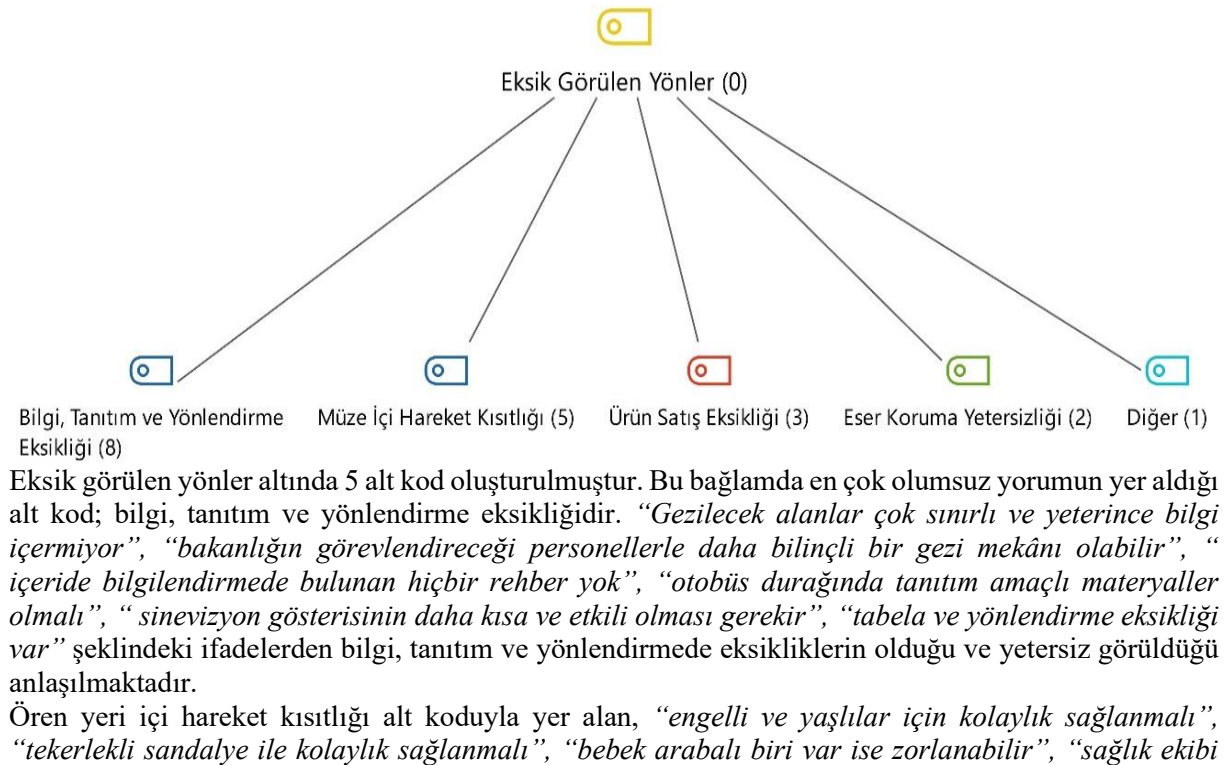 Eksik Görülen Yönler (0)
Bilgi, Tanıtım ve Yönlendirme
Eksikliği (8)
Müze İçi Hareket Kısıtlığı (5)
Ürün Satış Eksikliği (3)
Eser Koruma Yetersizliği (2)
Diğer (1)
Eksik görülen yönler altında 5 alt kod oluşturulmuştur. Bu bağlamda en çok olumsuz yorumun yer aldığı
alt kod; bilgi, tanıtım ve yönlendirme eksikliğidir. “Gezilecek alanlar çok sınırlı ve yeterince bilgi
içermiyor”, “bakanlığın görevlendireceği personellerle daha bilinçli bir gezi mekânı olabilir”, “
içeride bilgilendirmede bulunan hiçbir rehber yok”, “otobüs durağında tanıtım amaçlı materyaller
olmalı”, “ sinevizyon gösterisinin daha kısa ve etkili olması gerekir”, “tabela ve yönlendirme eksikliği
var” şeklindeki ifadelerden bilgi, tanıtım ve yönlendirmede eksikliklerin olduğu ve yetersiz görüldüğü
anlaşılmaktadır.
Ören yeri içi hareket kısıtlığı alt koduyla yer alan, “engelli ve yaşlılar için kolaylık sağlanmalı”,
“tekerlekli sandalye ile kolaylık sağlanmalı”, “bebek arabalı biri var ise zorlanabilir”, “sağlık ekibi